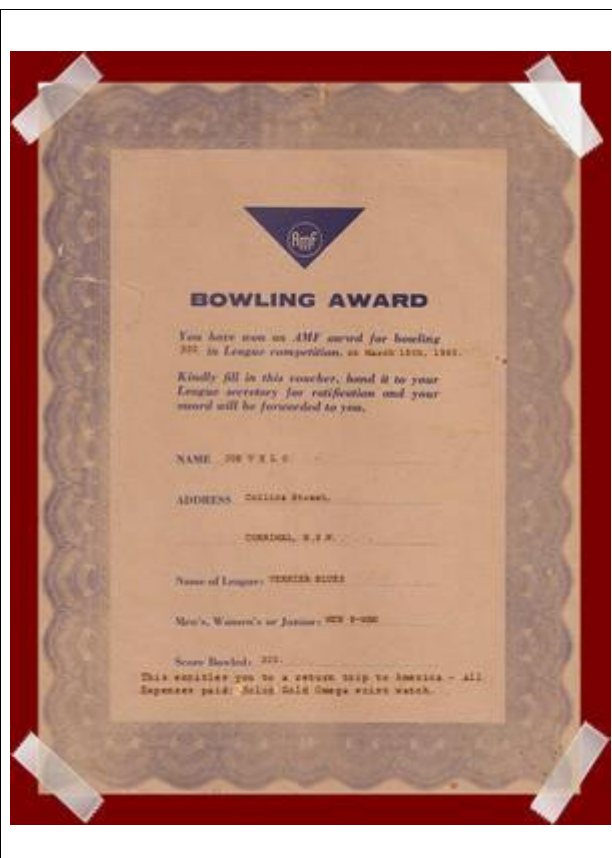 AMF
BOWLING AWARD
You have won an AMF award for bowling
300 in League competition. on March 15th,
Kindly fill in this voucher, hand it to your
League secretary for ratification and your
award will be forwarded to you.
NAME JOE
ADDRESS Collins Street,
CORRIMAL, N.S.W.
Name of League: BLUES
Men's, Women's or Junior:
Score Bowled: 300.
This entitles you to a return trip to America - All
Expenses paid: Solid Gold Omega wrist watch.